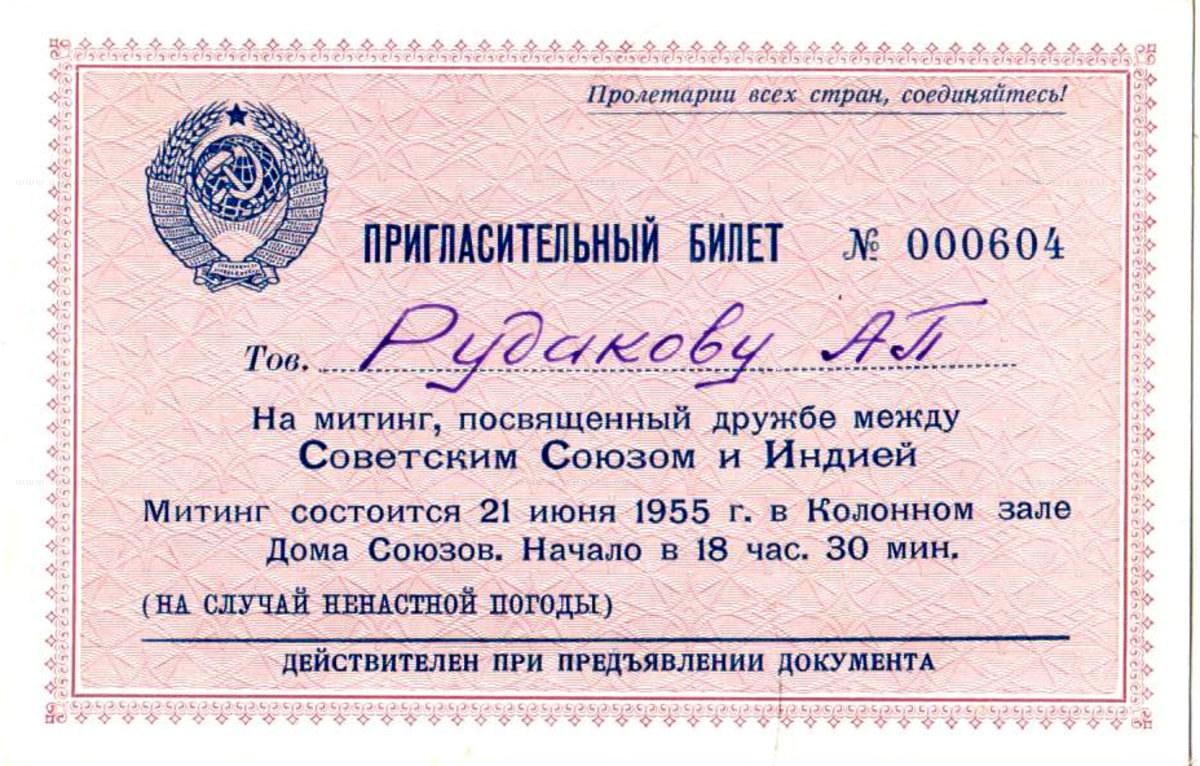 Пролетарии всех стран, соединяйтесь!
ПРИГЛАСИТЕЛЬНЫЙ БИЛЕТ № 000604
Тов. Рудакову АП
На митинг, посвященный дружбе между
Советским Союзом и Индией
Митинг состоится 21 июня 1955 г. в Колонном зале
Дома Союзов. Начало в 18 час. 30 мин.
(НА СЛУЧАЙ НЕНАСТНОЙ ПОГОДЫ)
ДЕЙСТВИТЕЛЕН ПРИ ПРЕДЪЯВЛЕНИИ ДОКУМЕНТА